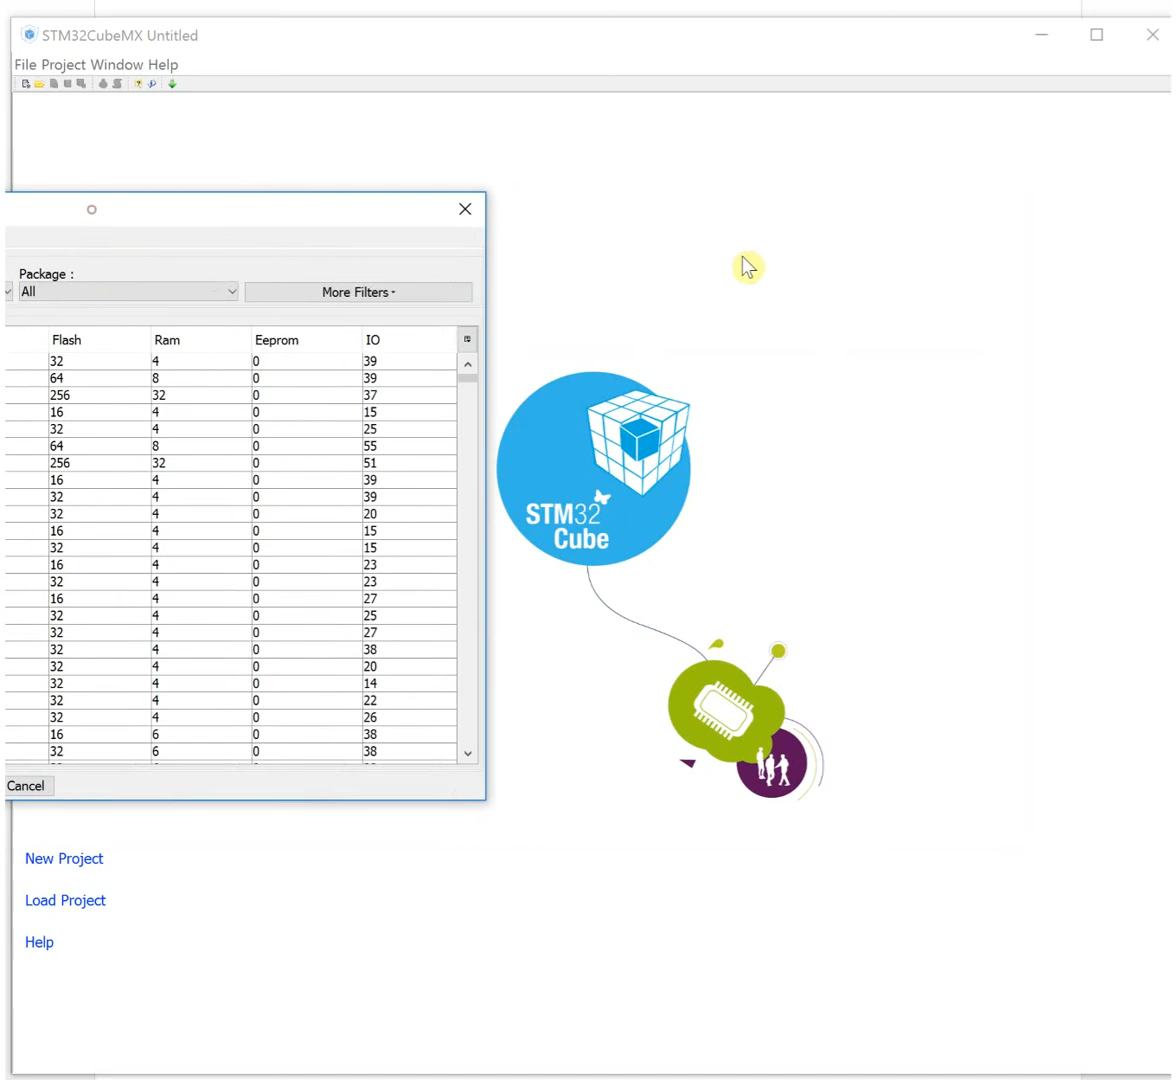 STM32CubeMX Untitled
File Project Window Help
Package :
All
More Filters
Flash Ram Eeprom IO
32 4 0 39
64 8 0 39
256 32 0 37
16 4 0 15
32 4 0 25
64 8 0 55
256 32 0 51
16 4 0 39
32 4 0 39
32 4 0 20
16 4 0 15
32 4 0 15
16 4 0 23
32 4 0 23
16 4 0 27
32 4 0 25
32 4 0 27
32 4 0 38
32 4 0 20
32 4 0 14
32 4 0 22
32 4 0 26
16 6 0 38
32 6 0 38
Cancel
STM32
Cube
New Project
Load Project
Help